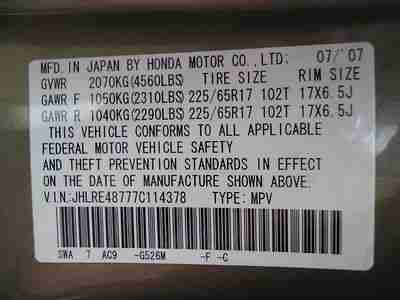 MFD. IN JAPAN BY HONDA MOTOR CO., LTD: 07/'07
GVWR 2070KG(4560LBS) TIRE SIZE RIM SIZE
GAWR F 1050KG(2310LBS) 225/65R17 102T 17X6.5J
GAWR R 1040KG(2290LBS) 225/65R17 102T 17X6.5J
THIS VEHICLE CONFORMS TO ALL APPLICABLE
FEDERAL MOTOR VEHICLE SAFETY
AND THEFT PREVENTION STANDARDS IN EFFECT
ON THE DATE OF MANUFACTURE SHOWN ABOVE.
V.I.N:JHLRE48777C114378 TYPE: MPV
SWA 7 AC9 -G526M -F -C